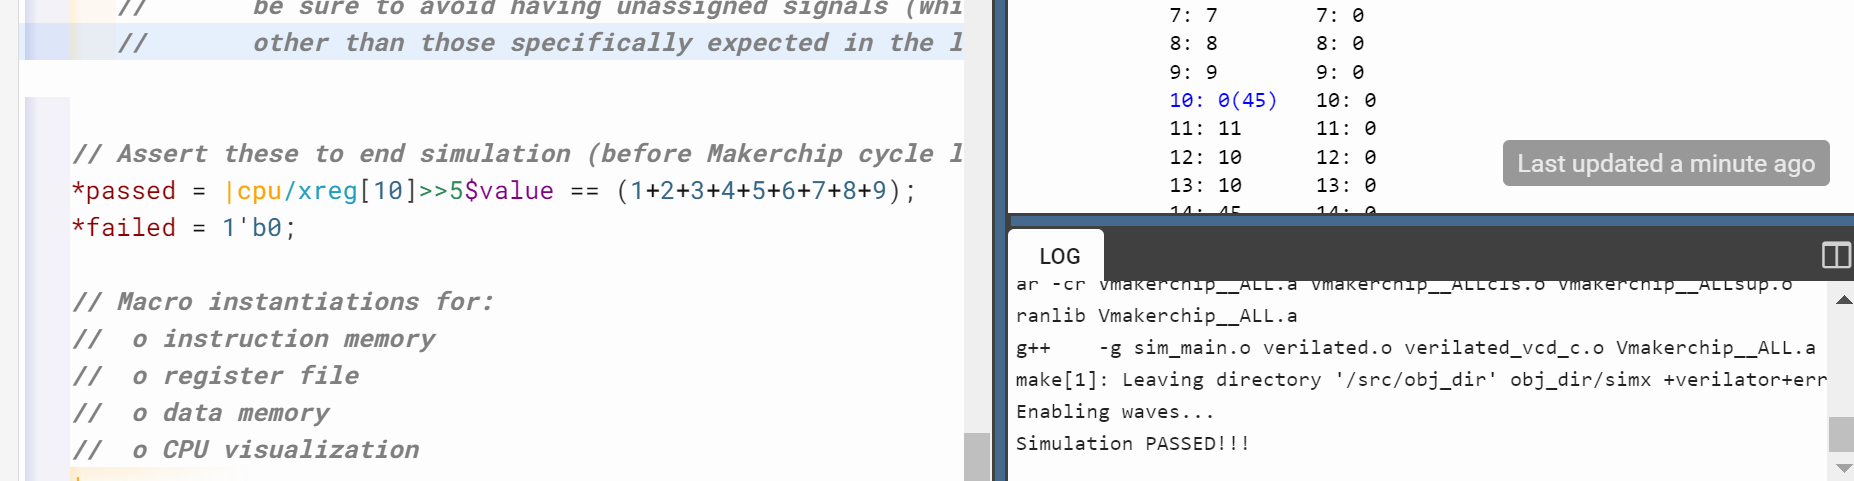 //       be sure to avoid having unassigned signals (whi
//       other than those specifically expected in the l
// Assert these to end simulation (before Makerchip cycle l
*passed = |cpu/xreg[10]>>5$value == (1+2+3+4+5+6+7+8+9);
*failed = 1'b0;
// Macro instantiations for:
//  o instruction memory
//  o register file
//  o data memory
//  o CPU visualization
7: 7    7: 0
8: 8    8: 0
9: 9    9: 0
10: 0(45)    10: 0
11: 11    11: 0
12: 10    12: 0
13: 10    13: 0
14: 45    14: 0
Last updated a minute ago
LOG
ar -cr Vmakerchip__ALL.a Vmakerchip__ALLcls.o Vmakerchip__ALLsup.o
ranlib Vmakerchip__ALL.a
g++    -g sim_main.o verilated.o verilated_vcd_c.o Vmakerchip__ALL.a
make[1]: Leaving directory '/src/obj_dir' obj_dir/simx +verilator+err
Enabling waves...
Simulation PASSED!!!